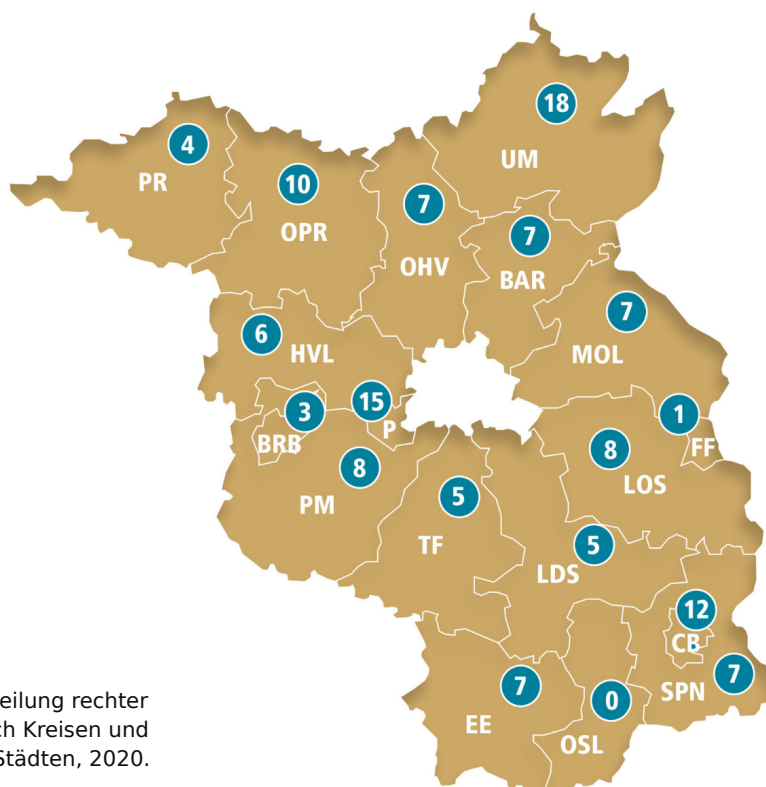 18
4
UM
PR
10
7
OPR
7
OHV
BAR
7
6
HVL
MOL
15
3
1
P
BRB
8
FF
8
LOS
PM
5
5
TF
LDS
12
CB
7
7
SPN
0
EE
OSL
eilung rechter
ch Kreisen und
Städten, 2020.